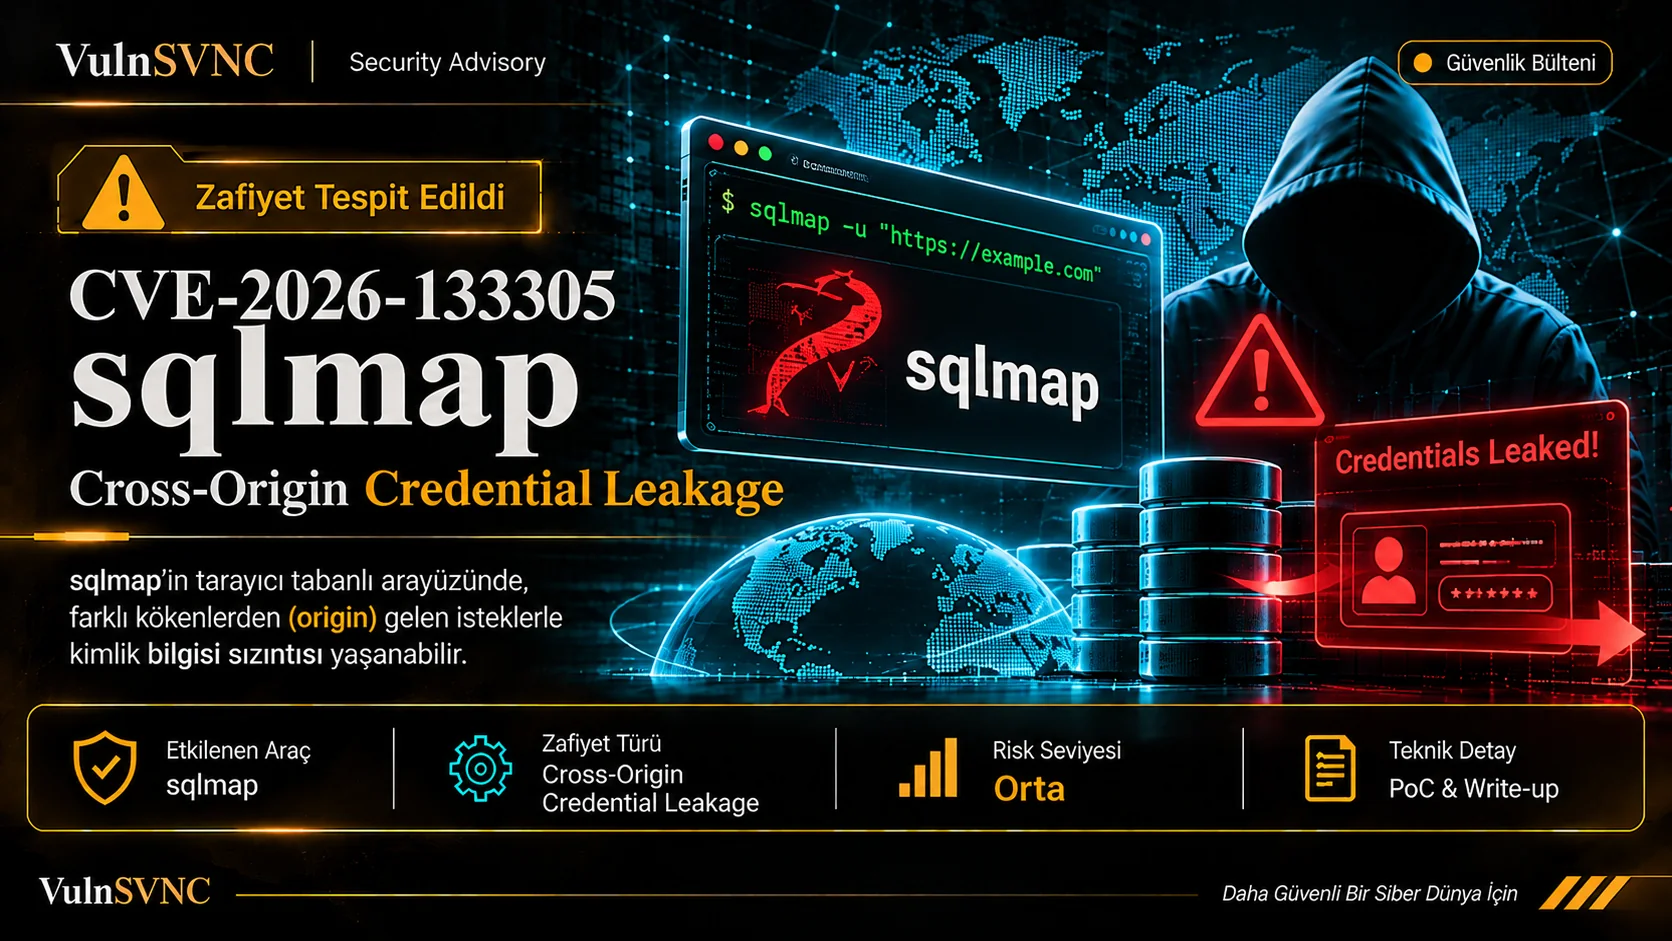 VulnSVNC
Security Advisory
Güvenlik Bülteni
Zafiyet Tespit Edildi
CVE-2026-133305
sqlmap
Cross-Origin Credential Leakage
sqlmap'in tarayıcı tabanlı arayüzünde,
farklı kökenlerden (origin) gelen isteklerle
kimlik bilgisi sızıntısı yaşanabilir.
$ sqlmap -u "https://example.com"
sqlmap
Credentials Leaked!
Etkilenen Araç
sqlmap
Zafiyet Türü
Cross-Origin
Credential Leakage
Risk Seviyesi
Orta
Teknik Detay
PoC & Write-up
VulnSVNC
Daha Güvenli Bir Siber Dünya İçin